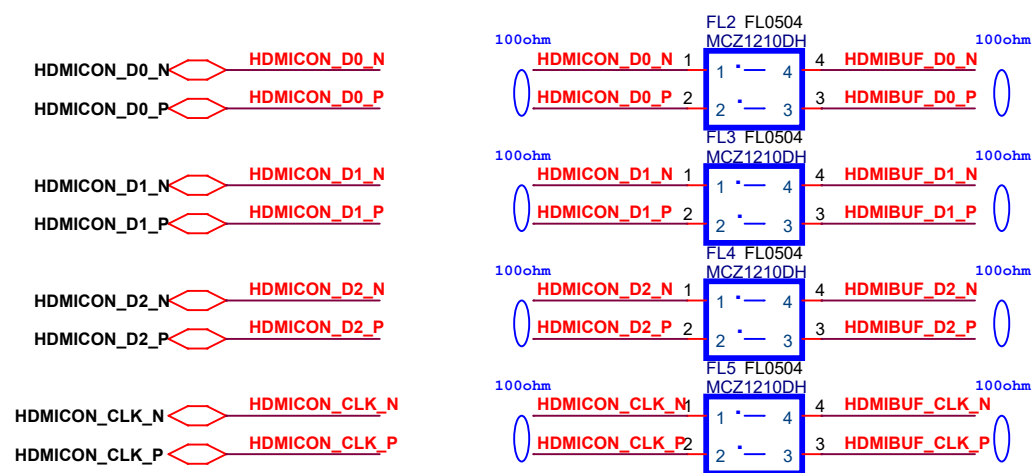 FL2 FL0504
MCZ1210DH
100ohm 100ohm
HDMICON_D0_N HDMICON_D0_N HDMICON_D0_N 1 1 4 4 HDMIBUF_D0_N
HDMICON_D0_P HDMICON_D0_P HDMICON_D0_P 2 2 3 3 HDMIBUF_D0_P
FL3 FL0504
MCZ1210DH
100ohm 100ohm
HDMICON_D1_N HDMICON_D1_N HDMICON_D1_N 1 1 4 4 HDMIBUF_D1_N
HDMICON_D1_P HDMICON_D1_P HDMICON_D1_P 2 2 3 3 HDMIBUF_D1_P
FL4 FL0504
MCZ1210DH
100ohm 100ohm
HDMICON_D2_N HDMICON_D2_N HDMICON_D2_N 1 1 4 4 HDMIBUF_D2_N
HDMICON_D2_P HDMICON_D2_P HDMICON_D2_P 2 2 3 3 HDMIBUF_D2_P
FL5 FL0504
MCZ1210DH
100ohm 100ohm
HDMICON_CLK_N HDMICON_CLK_N HDMICON_CLK_N 1 1 4 4 HDMIBUF_CLK_N
HDMICON_CLK_P HDMICON_CLK_P HDMICON_CLK_P 2 2 3 3 HDMIBUF_CLK_P